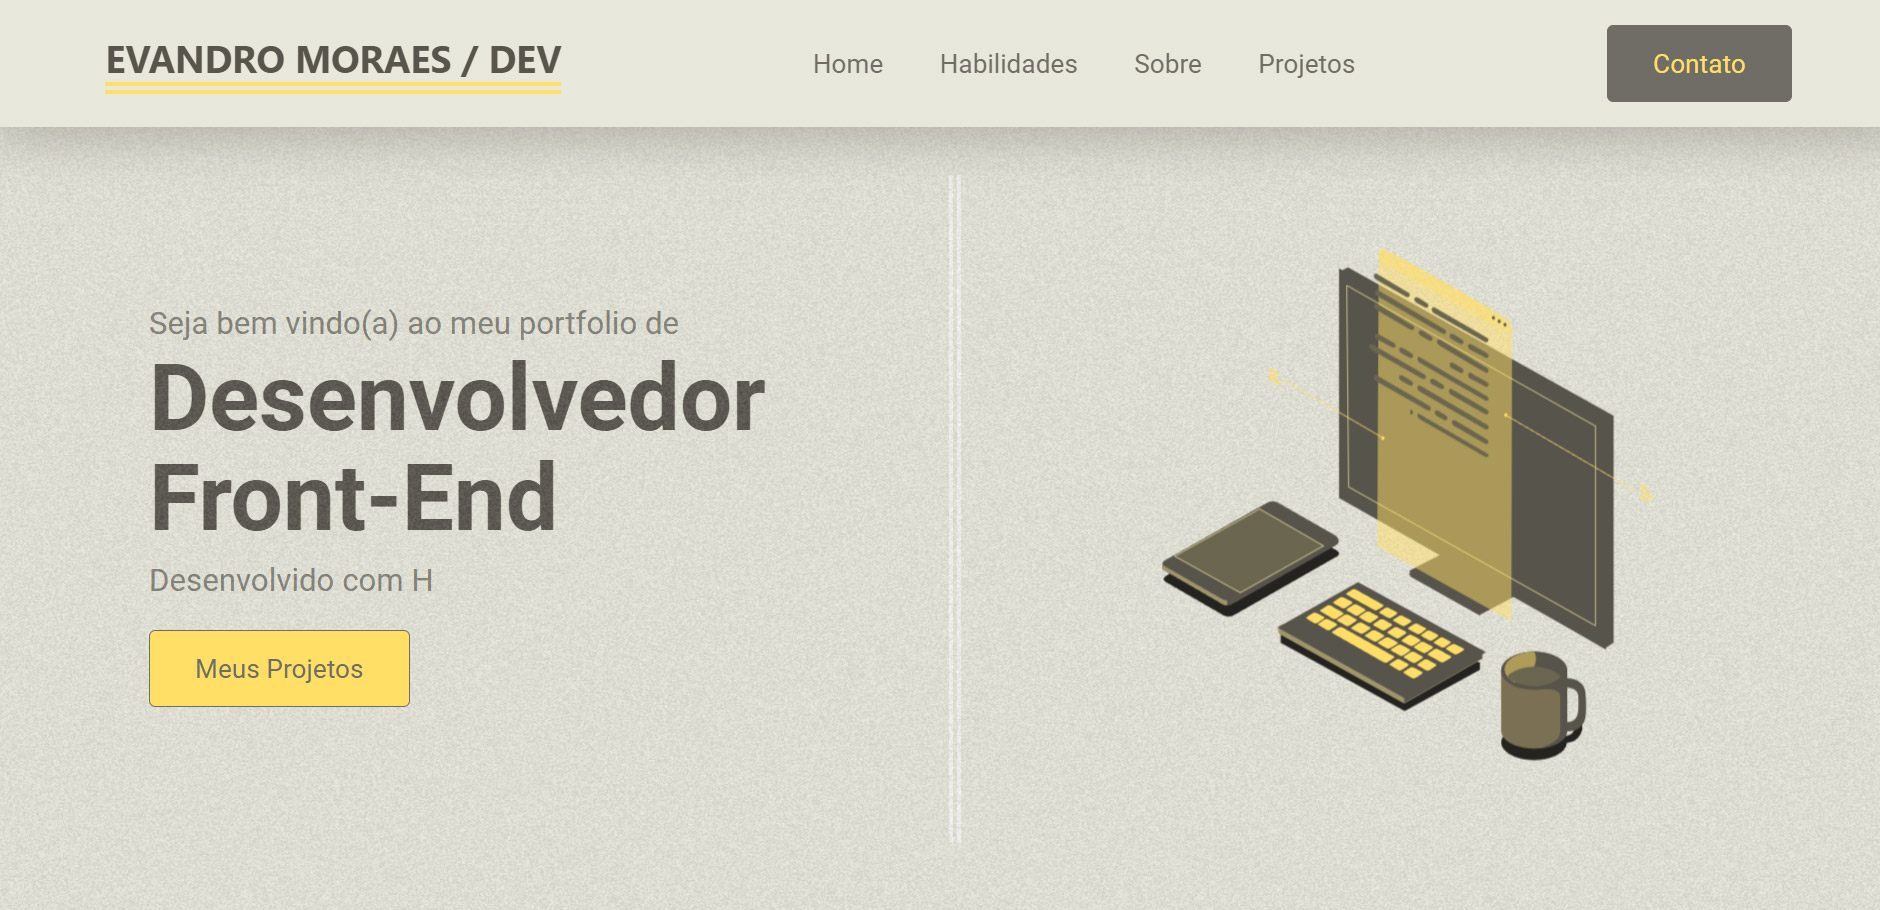 EVANDRO MORAES / DEV
Home
Habilidades
Sobre
Projetos
Contato
Seja bem vindo(a) ao meu portfolio de
Desenvolvedor
Front-End
Desenvolvido com H
Meus Projetos